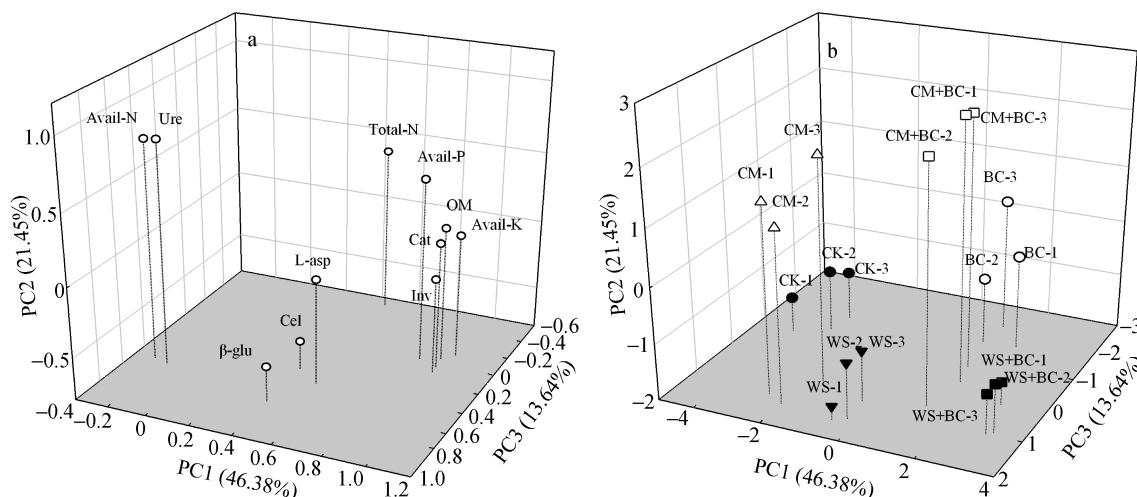 a
Avail-N
Ure
Total-N
Avail-P
OM
Avail-K
Cat
L-asp
Inv
Cel
β-glu
1.0
0.5
0
−0.5
PC2 (21.45%)
−0.4
−0.2
0
0.2
0.4
0.6
0.8
1.0
1.2
PC1 (46.38%)
−0.6
−0.4
−0.2
0
0.2
0.4
0.6
0.8
1.0
PC3 (13.64%)
b
CM+BC-1
CM+BC-3
CM-3
CM+BC-2
CM-1
BC-3
CM-2
CK-2
BC-1
CK-3
BC-2
CK-1
WS-2
WS-3
WS+BC-1
WS+BC-2
WS-1
WS+BC-3
3
2
1
0
−1
−2
PC2 (21.45%)
−4
−2
0
2
4
PC1 (46.38%)
−3
−2
−1
0
1
2
PC3 (13.64%)